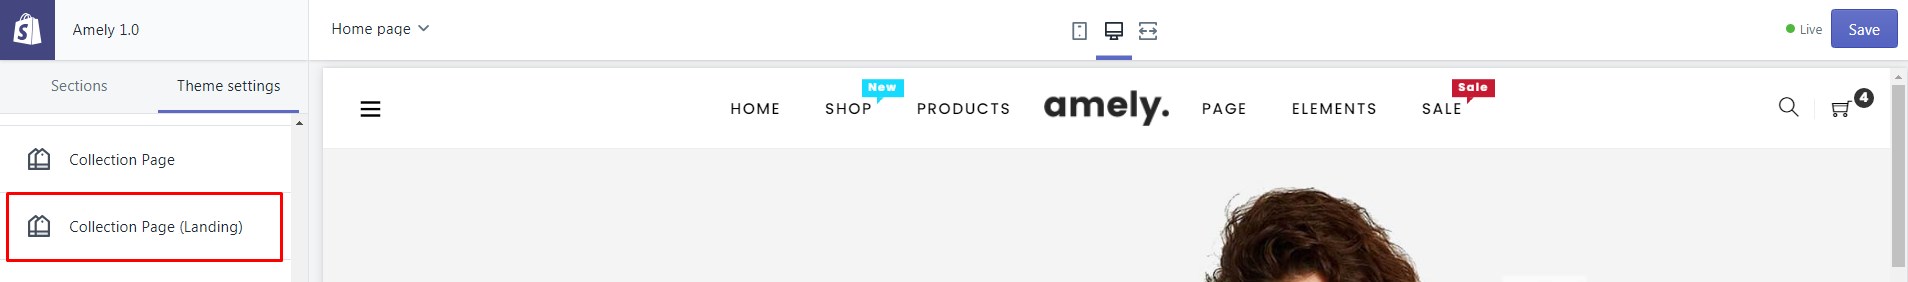 Amely 1.0
Home page
Live
Save
Sections
Theme settings
Collection Page
Collection Page (Landing)
New
Sale
HOME SHOP PRODUCTS amely. PAGE ELEMENTS SALE
4